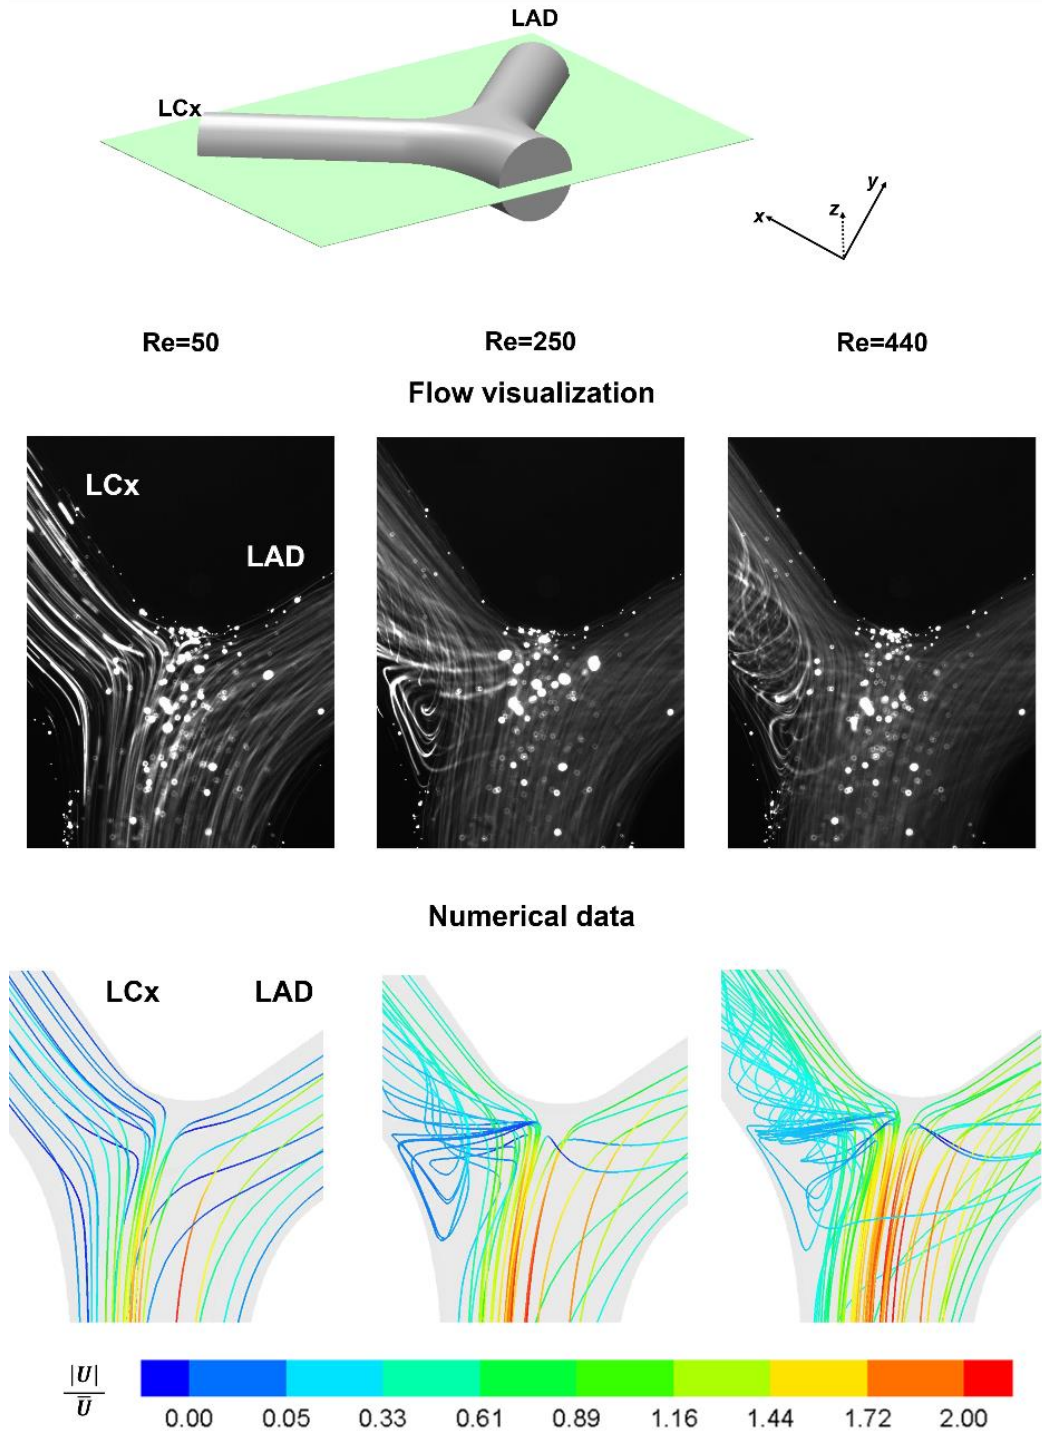 LAD
LCx
y
z
x
Re=50 Re=250 Re=440
Flow visualization
LCx
LAD
Numerical data
LCx LAD
|U|
U̅
0.00 0.05 0.33 0.61 0.89 1.16 1.44 1.72 2.00